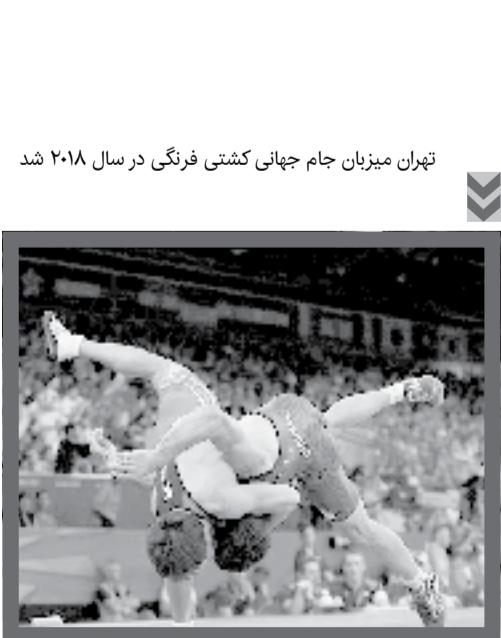 تهران میزبان جام جهانی کشتی فرنگی در سال ۲۰۱۸ شد